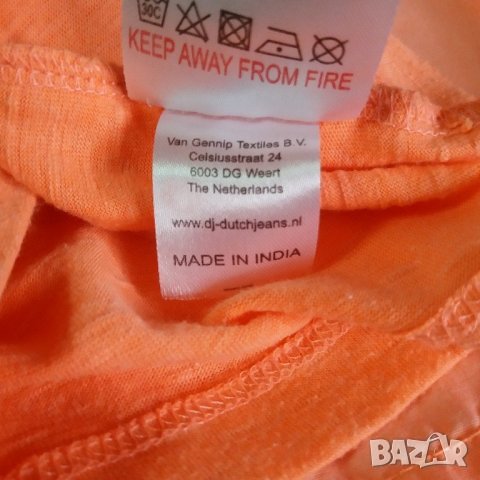 30C
KEEP AWAY FROM FIRE
Van Gennip Textiles B.V.
Celsiusstraat 24
6003 DG Weert
The Netherlands
www.dj-dutchjeans.nl
MADE IN INDIA
BAZAR